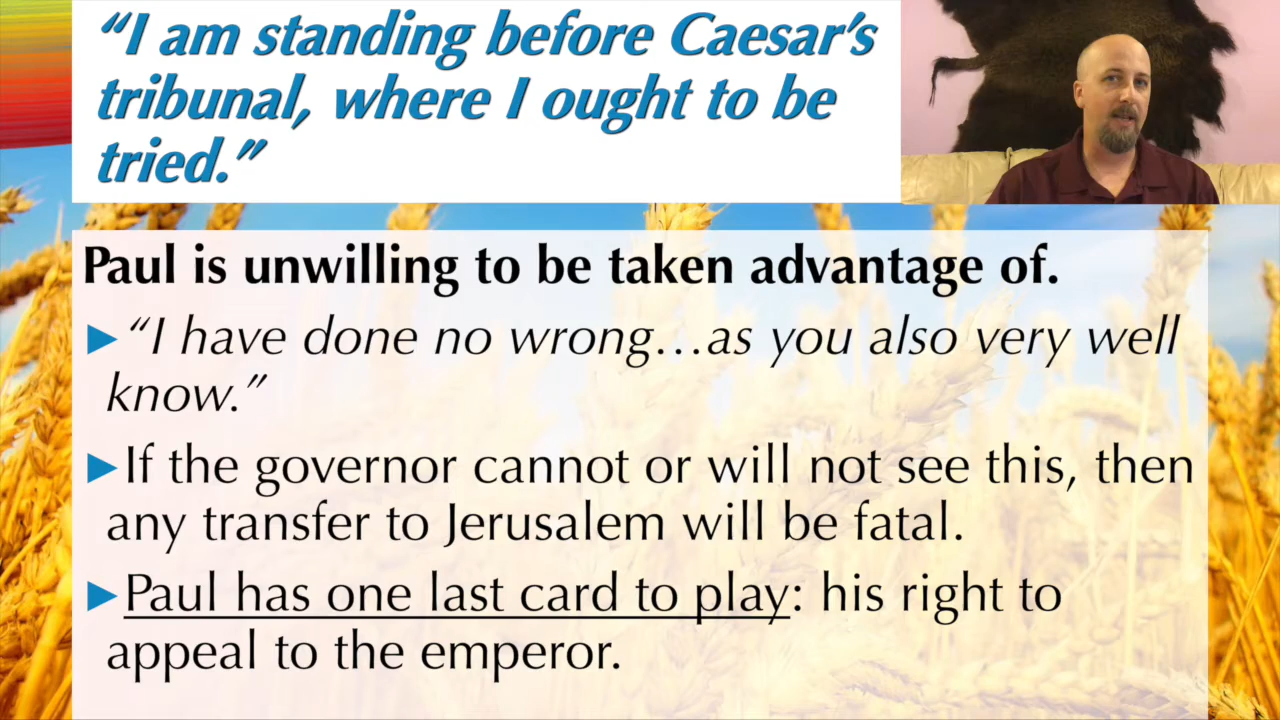 “I am standing before Caesar’s
tribunal, where I ought to be
tried.”
Paul is unwilling to be taken advantage of.
►“I have done no wrong…as you also very well
know.”
►If the governor cannot or will not see this, then
any transfer to Jerusalem will be fatal.
►Paul has one last card to play: his right to
appeal to the emperor.